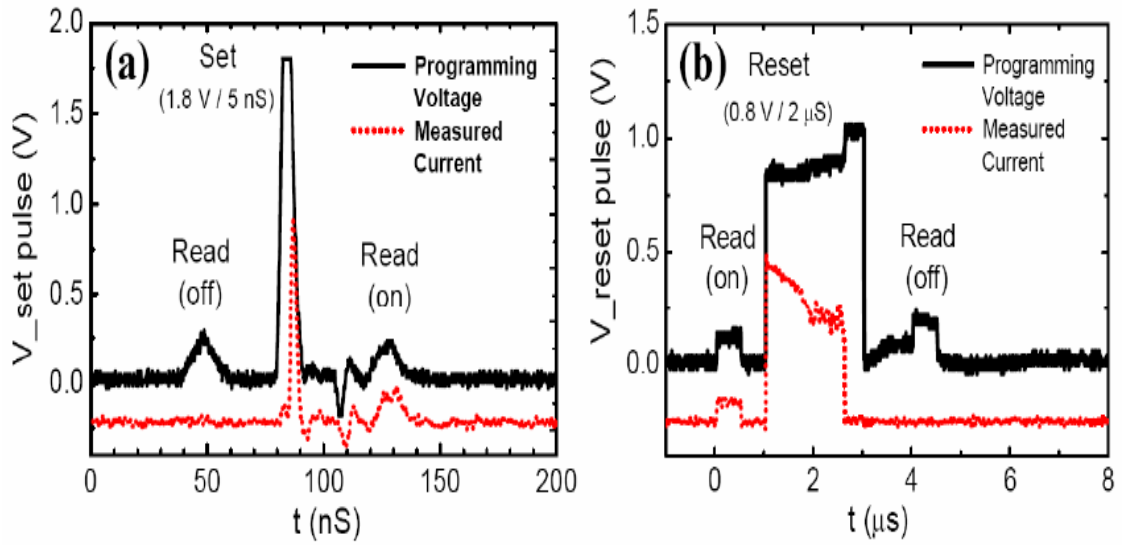 (a)
Set
(1.8 V / 5 nS)
Programming
Voltage
Measured
Current
Read
(off)
Read
(on)
V_set pulse (V)
2.0
1.5
1.0
0.5
0.0
0
50
100
150
200
t (nS)
(b)
Reset
(0.8 V / 2 μS)
Programming
Voltage
Measured
Current
Read
(on)
Read
(off)
V_reset pulse (V)
1.5
1.0
0.5
0.0
0
2
4
6
8
t (μs)